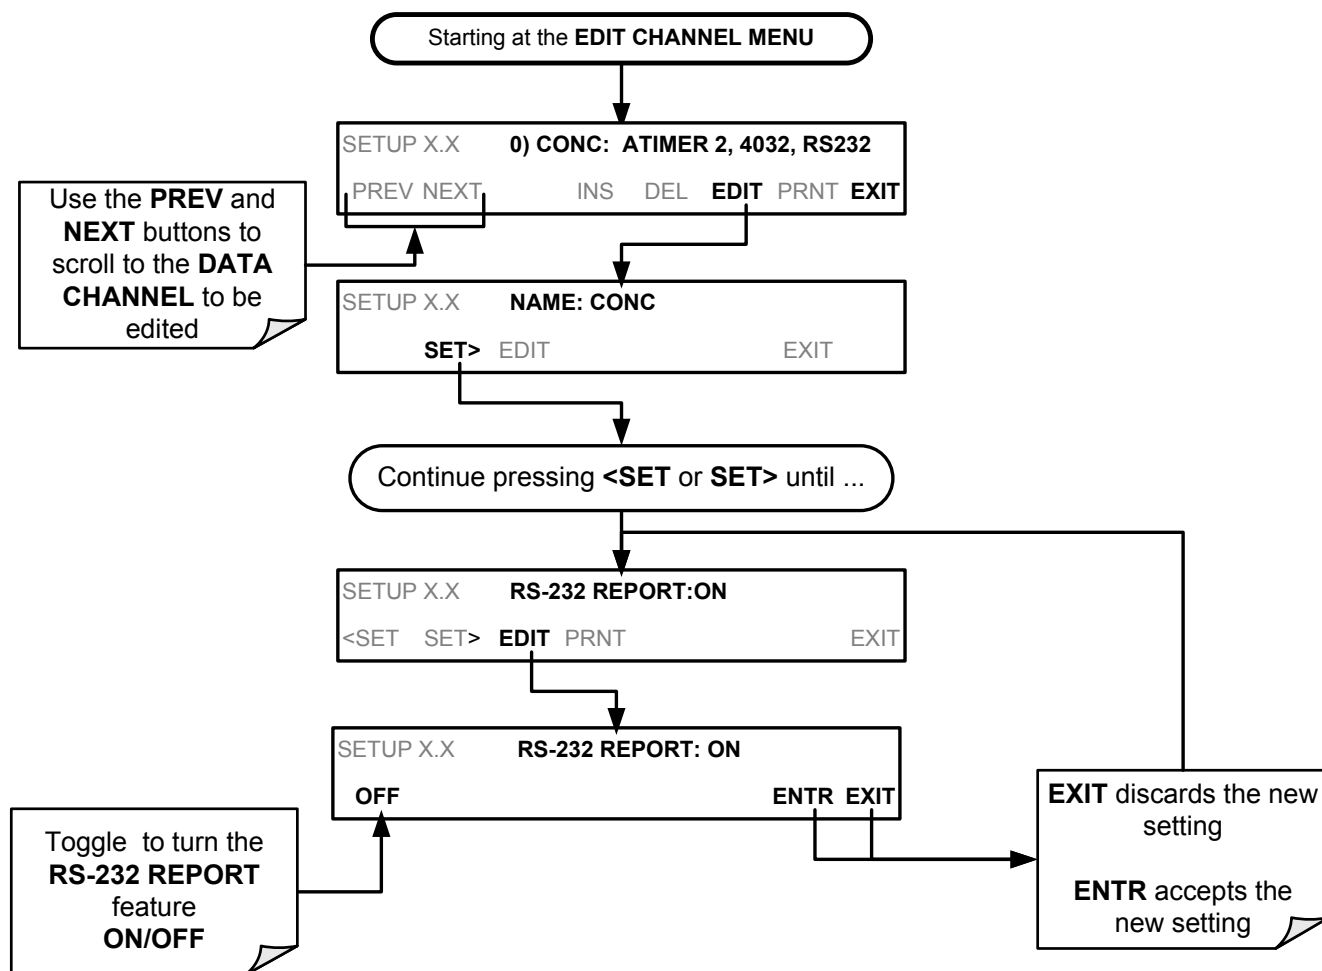 Starting at the EDIT CHANNEL MENU
SETUP X.X 0) CONC: ATIMER 2, 4032, RS232
PREV NEXT INS DEL EDIT PRNT EXIT
Use the PREV and
NEXT buttons to
scroll to the DATA
CHANNEL to be
edited
SETUP X.X NAME: CONC
SET> EDIT EXIT
Continue pressing <SET or SET> until ...
SETUP X.X RS-232 REPORT:ON
<SET SET> EDIT PRNT EXIT
SETUP X.X RS-232 REPORT: ON
OFF ENTR EXIT
Toggle to turn the
RS-232 REPORT
feature
ON/OFF
EXIT discards the new
setting
ENTR accepts the
new setting